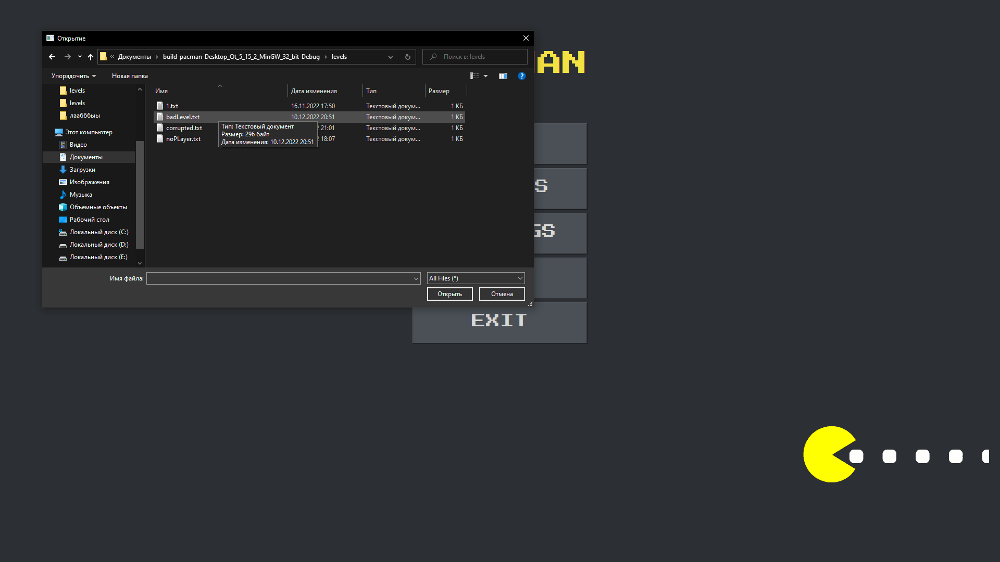 Открытие
« Документы › build-pacman-Desktop_Qt_5_15_2_MinGW_32_bit-Debug › levels
Поиск в: levels
AN
Упорядочить Новая папка
?
levels
levels
лаабббыы
Этот компьютер
Видео
Документы
Загрузки
Изображения
Музыка
Объемные объекты
Рабочий стол
Локальный диск (C:)
Локальный диск (D:)
Локальный диск (E:)
Имя Дата изменения Тип Размер
1.txt 16.11.2022 17:50 Текстовый докум... 1 КБ
badLevel.txt 10.12.2022 20:51 Текстовый докум... 1 КБ
corrupted.txt 21:01 Текстовый докум... 1 КБ
noPLayer.txt 18:07 Текстовый докум... 1 КБ
Тип: Текстовый документ
Размер: 296 байт
Дата изменения: 10.12.2022 20:51
S
GS
Имя файла: All Files (*)
Открыть Отмена
EXIT